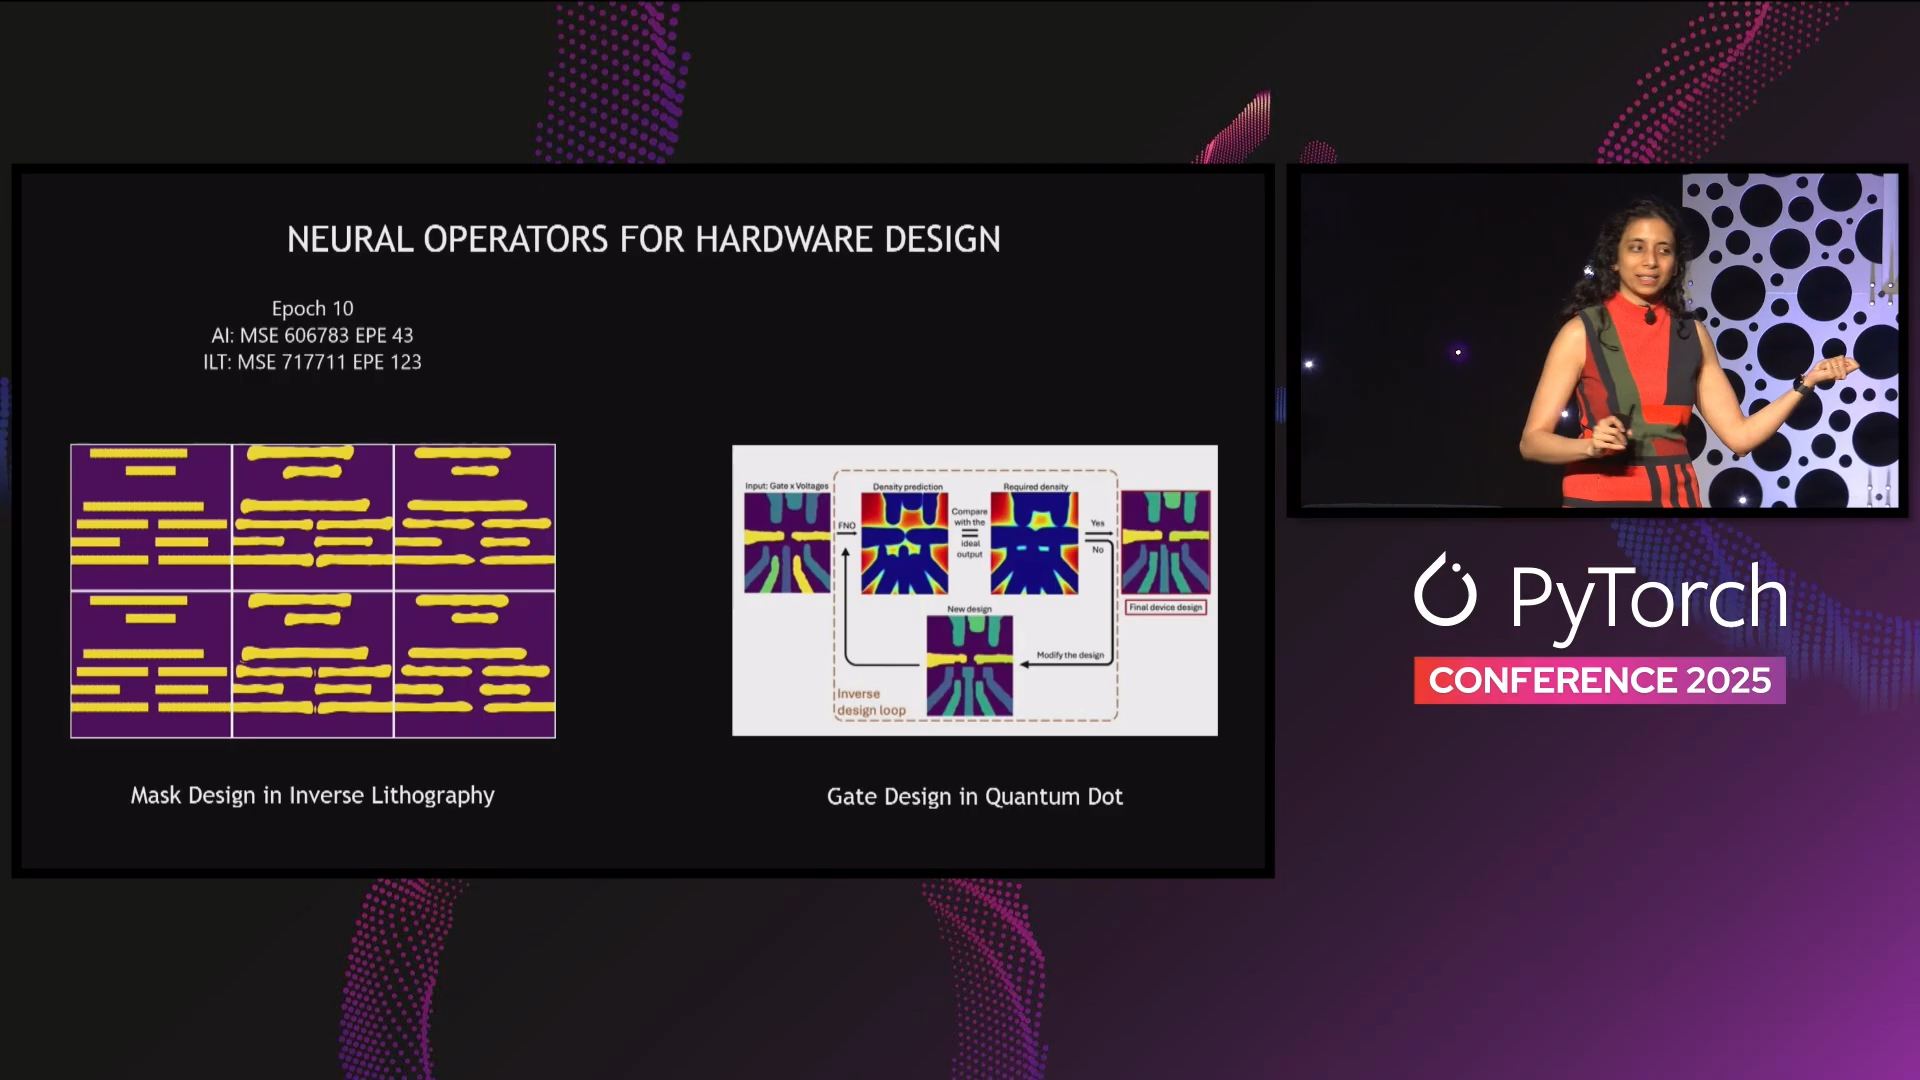 NEURAL OPERATORS FOR HARDWARE DESIGN
Epoch 10
AI: MSE 606783 EPE 43
ILT: MSE 717711 EPE 123
Input: Gate x Voltages
Density prediction
Required density
FNO
Compare
with the
ideal
output
Yes
No
Final device design
New design
Modify the design
Inverse
design loop
Mask Design in Inverse Lithography
Gate Design in Quantum Dot
PyTorch
CONFERENCE 2025